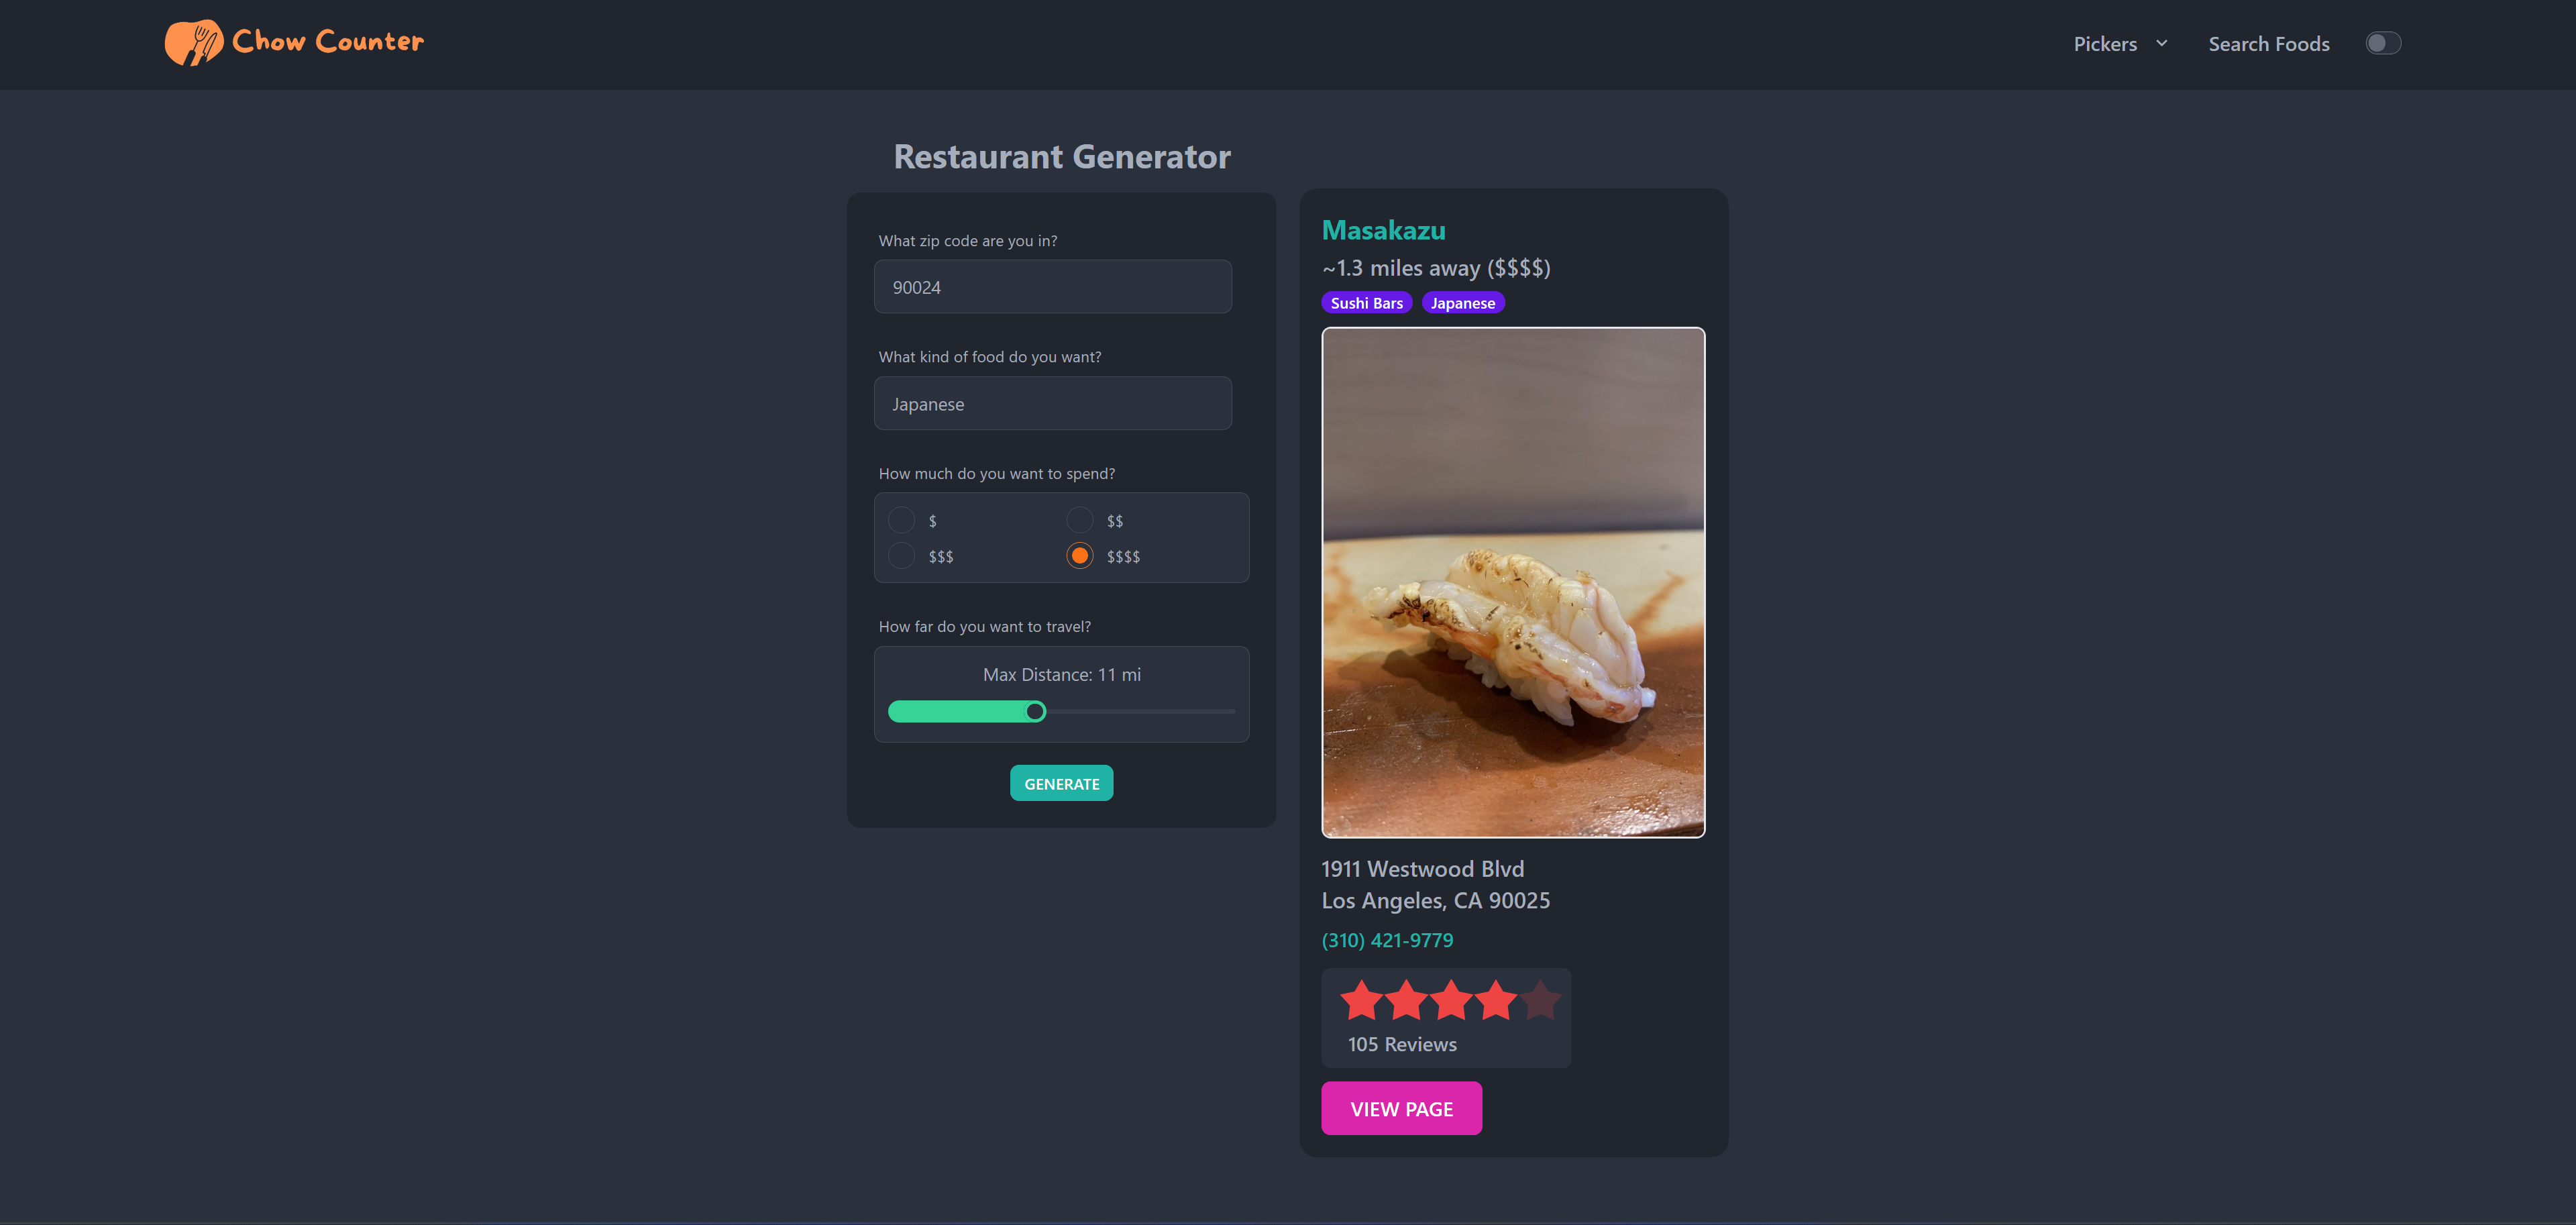 Chow Counter
Pickers
Search Foods
Restaurant Generator
What zip code are you in?
90024
What kind of food do you want?
Japanese
How much do you want to spend?
$
$$
$$$
$$$$
How far do you want to travel?
Max Distance: 11 mi
GENERATE
Masakazu
~1.3 miles away ($$$$)
Sushi Bars
Japanese
1911 Westwood Blvd
Los Angeles, CA 90025
(310) 421-9779
105 Reviews
VIEW PAGE